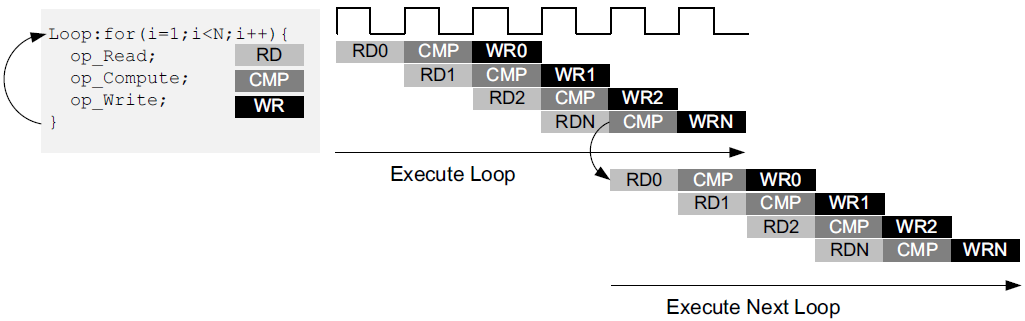 Loop:for(i=1;i<N;i++){
op_Read; RD
op_Compute; CMP
op_Write; WR
}
RD0 CMP WR0
RD1 CMP WR1
RD2 CMP WR2
RDN CMP WRN
Execute Loop
RD0 CMP WR0
RD1 CMP WR1
RD2 CMP WR2
RDN CMP WRN
Execute Next Loop